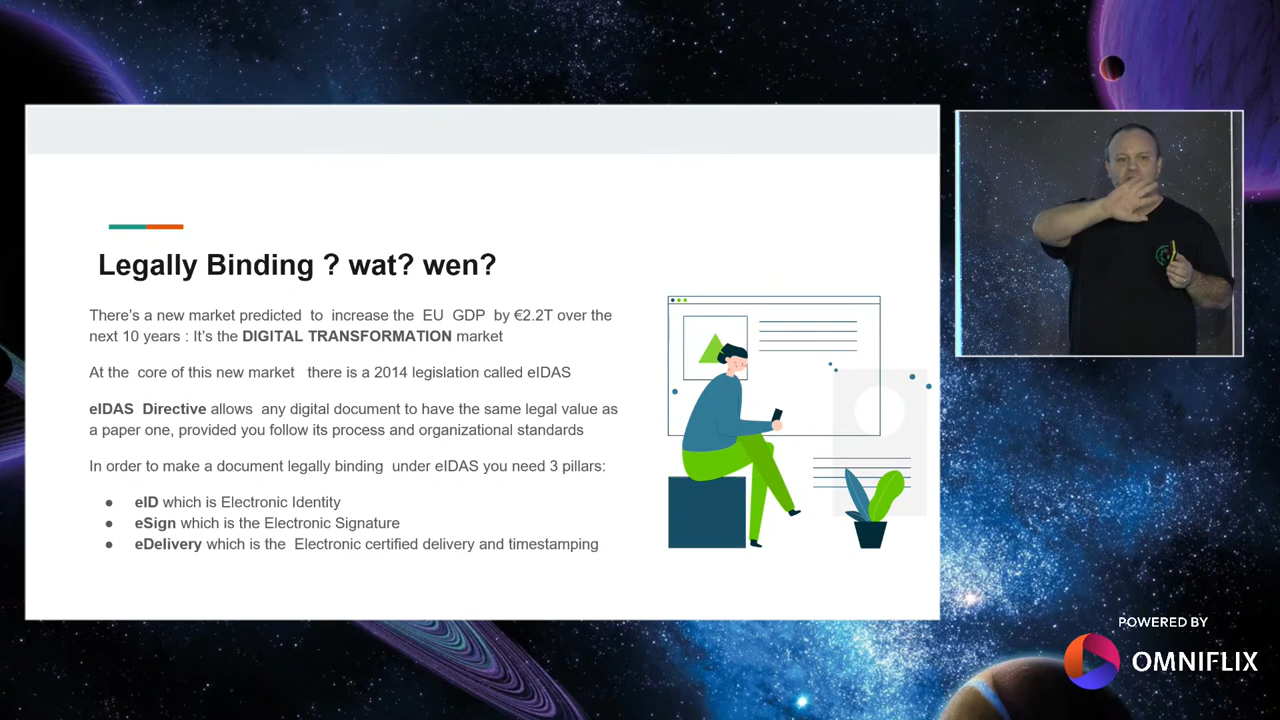 Legally Binding ? wat? wen?
There's a new market predicted to increase the EU GDP by €2.2T over the
next 10 years : It's the DIGITAL TRANSFORMATION market
At the core of this new market there is a 2014 legislation called eIDAS
eIDAS Directive allows any digital document to have the same legal value as
a paper one, provided you follow its process and organizational standards
In order to make a document legally binding under eIDAS you need 3 pillars:
● eID which is Electronic Identity
● eSign which is the Electronic Signature
● eDelivery which is the Electronic certified delivery and timestamping
POWERED BY
OMNIFLIX